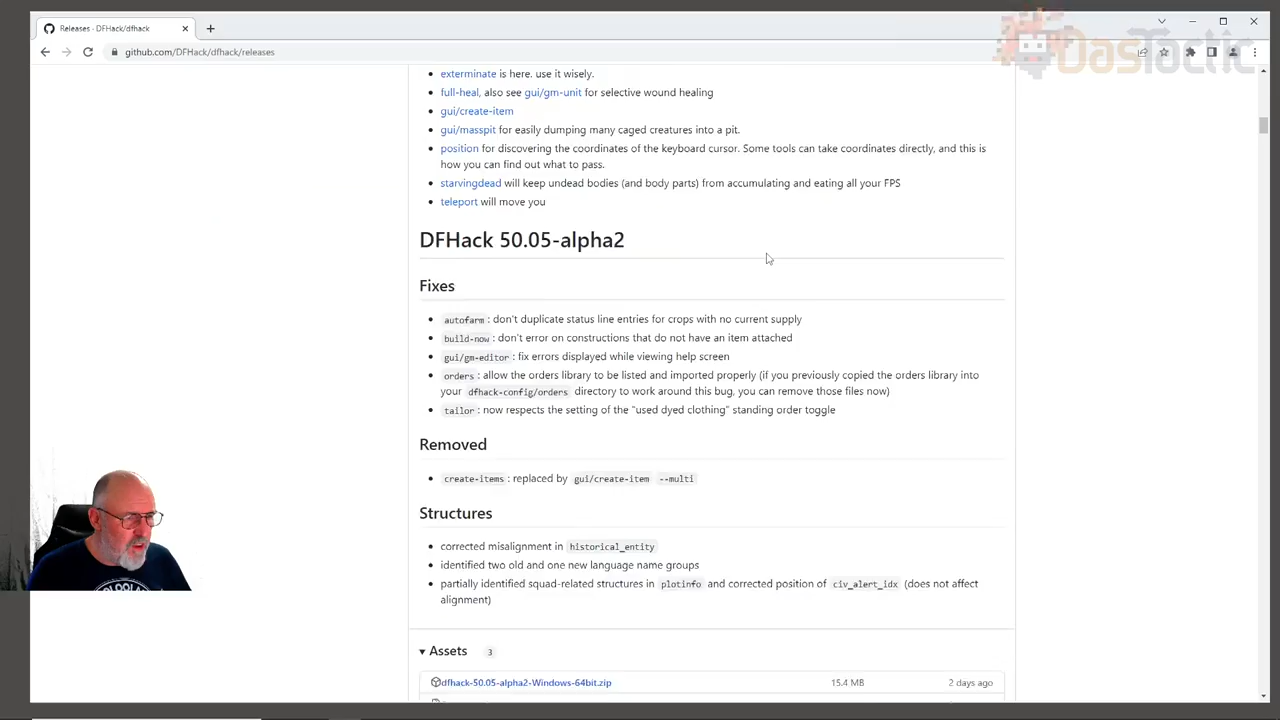 Releases · DFHack/dfhack
DasTactic
github.com/DFHack/dfhack/releases
exterminate is here. use it wisely.
full-heal, also see gui/gm-unit for selective wound healing
gui/create-item
gui/masspit for easily dumping many caged creatures into a pit.
position for discovering the coordinates of the keyboard cursor. Some tools can take coordinates directly, and this is
how you can find out what to pass.
starvingdead will keep undead bodies (and body parts) from accumulating and eating all your FPS
teleport will move you
DFHack 50.05-alpha2
Fixes
autofarm : don't duplicate status line entries for crops with no current supply
build-now : don't error on constructions that do not have an item attached
gui/gm-editor : fix errors displayed while viewing help screen
orders : allow the orders library to be listed and imported properly (if you previously copied the orders library into
your dfhack-config/orders directory to work around this bug, you can remove those files now)
tailor : now respects the setting of the "used dyed clothing" standing order toggle
Removed
create-items : replaced by gui/create-item --multi
Structures
corrected misalignment in historical_entity
identified two old and one new language name groups
partially identified squad-related structures in plotinfo and corrected position of civ_alert_idx (does not affect
alignment)
Assets 3
dfhack-50.05-alpha2-Windows-64bit.zip 15.4 MB 2 days ago